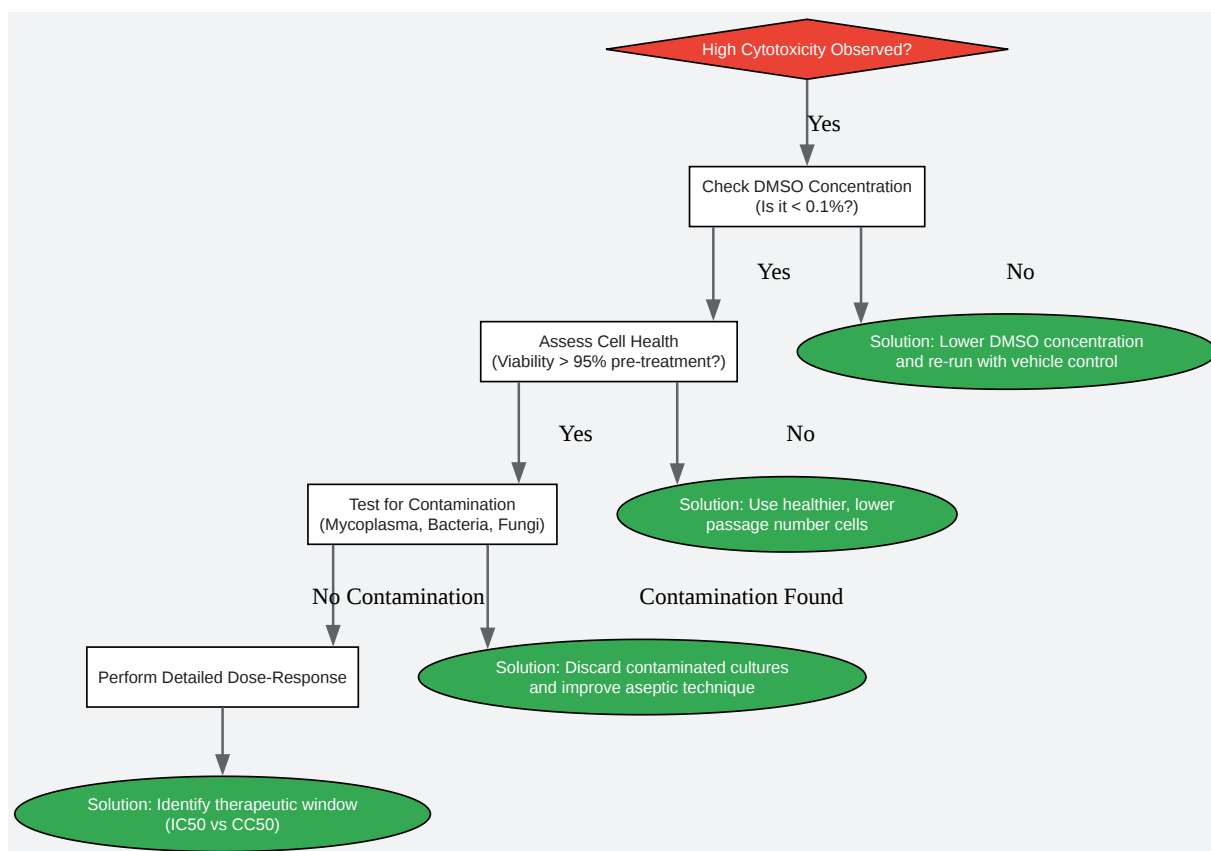 High Cytotoxicity Observed?
Yes
Check DMSO Concentration
(Is it < 0.1%?)
Yes
No
Assess Cell Health
(Viability > 95% pre-treatment?)
Solution: Lower DMSO concentration
and re-run with vehicle control
Yes
No
Test for Contamination
(Mycoplasma, Bacteria, Fungi)
Solution: Use healthier, lower
passage number cells
No Contamination
Contamination Found
Perform Detailed Dose-Response
Solution: Discard contaminated cultures
and improve aseptic technique
Solution: Identify therapeutic window
(IC50 vs CC50)